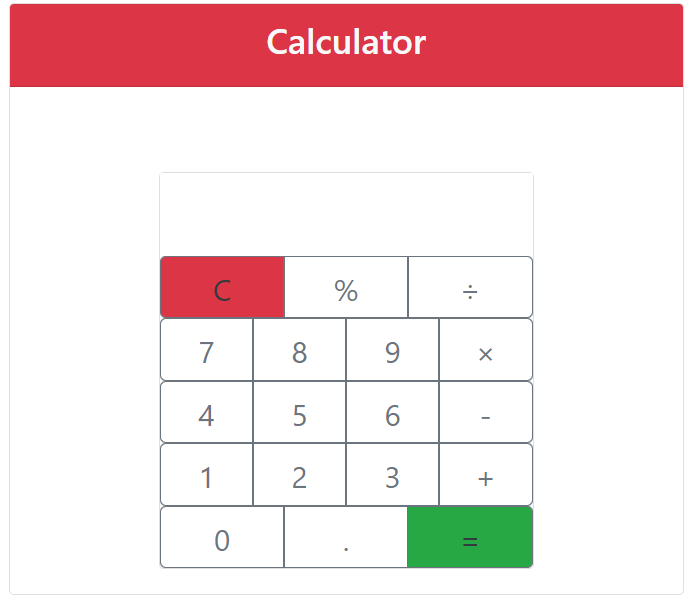 Calculator
C % ÷
7 8 9 ×
4 5 6 -
1 2 3 +
0 . =